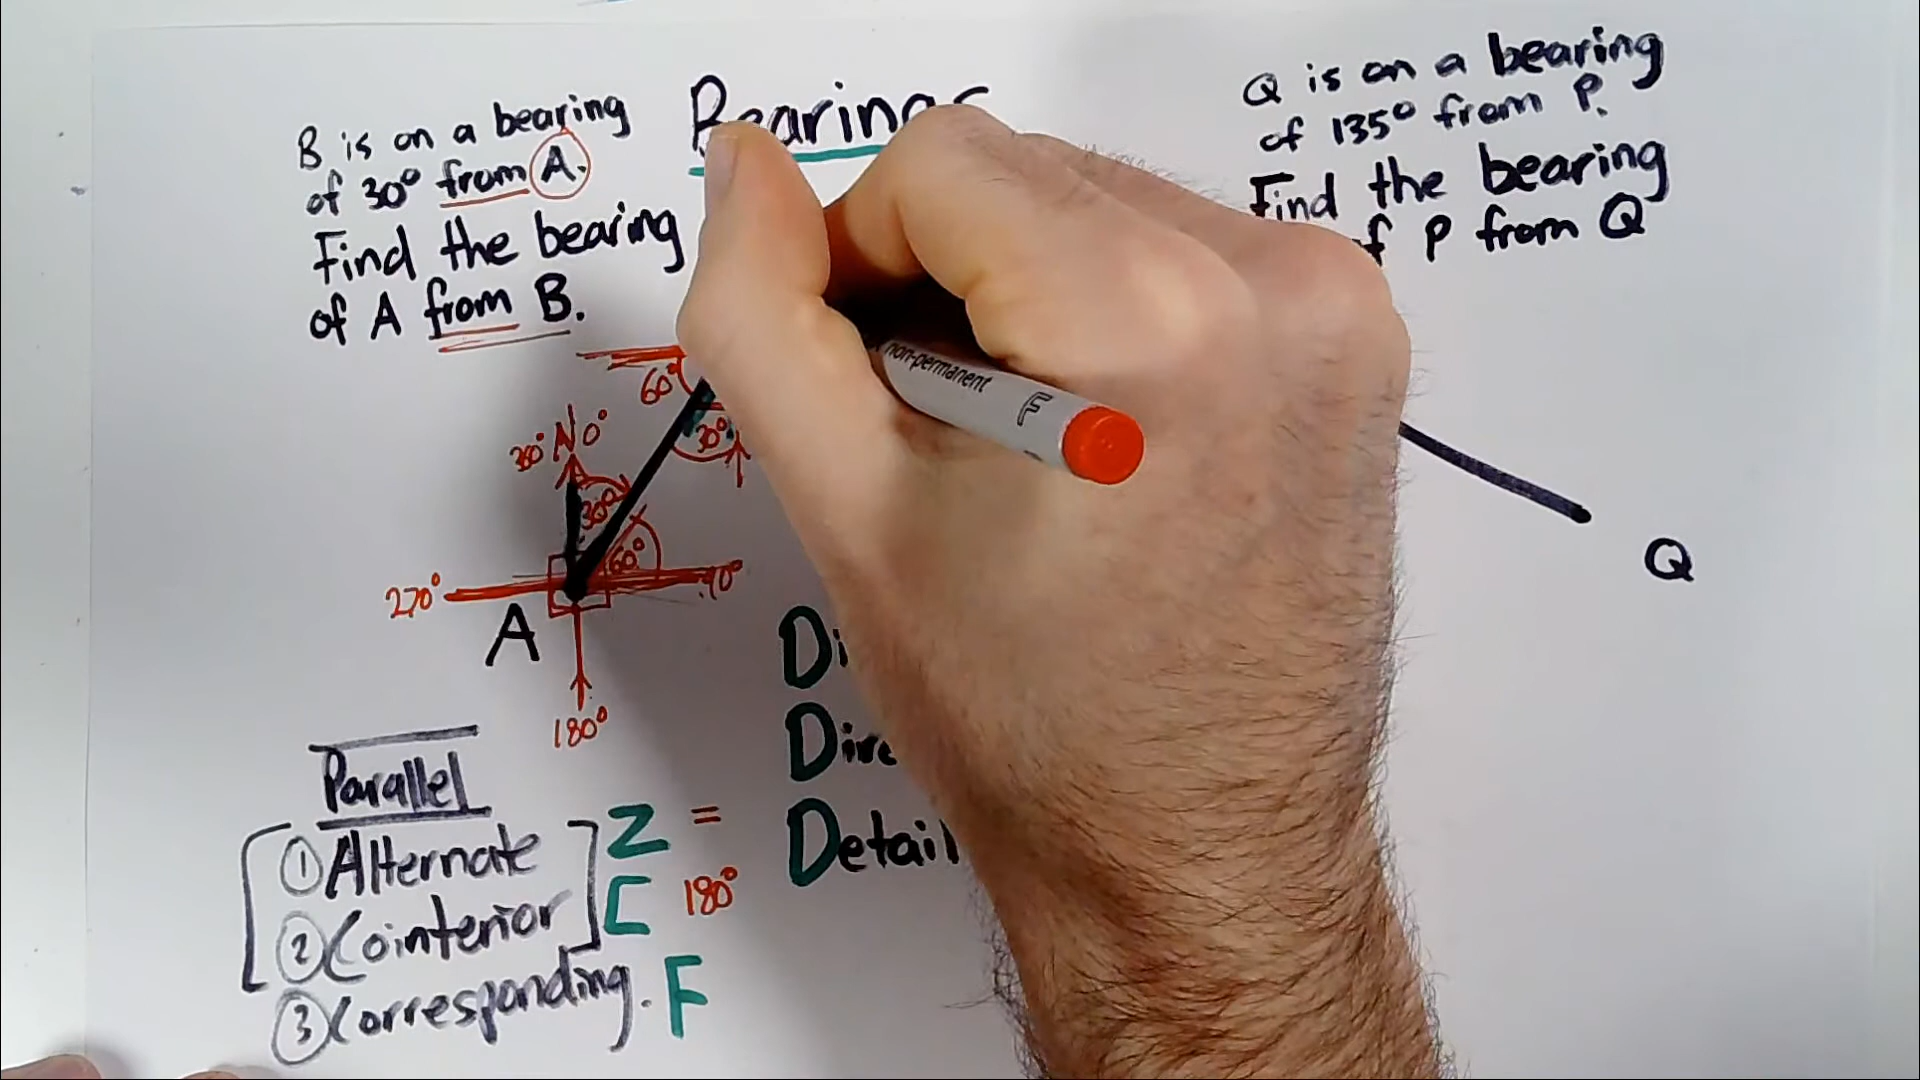 B is on a bearing
of 30° from A.
Find the bearing
of A from B.
Bearings
Q is on a bearing
of 135° from P.
Find the bearing
of P from Q
60°
30°
360° N 0°
30°
60°
270°
90°
A
180°
Q
Parallel
① Alternate
② Cointerior
③ Corresponding.
Z =
C 180°
F
Detail
non-permanent
F